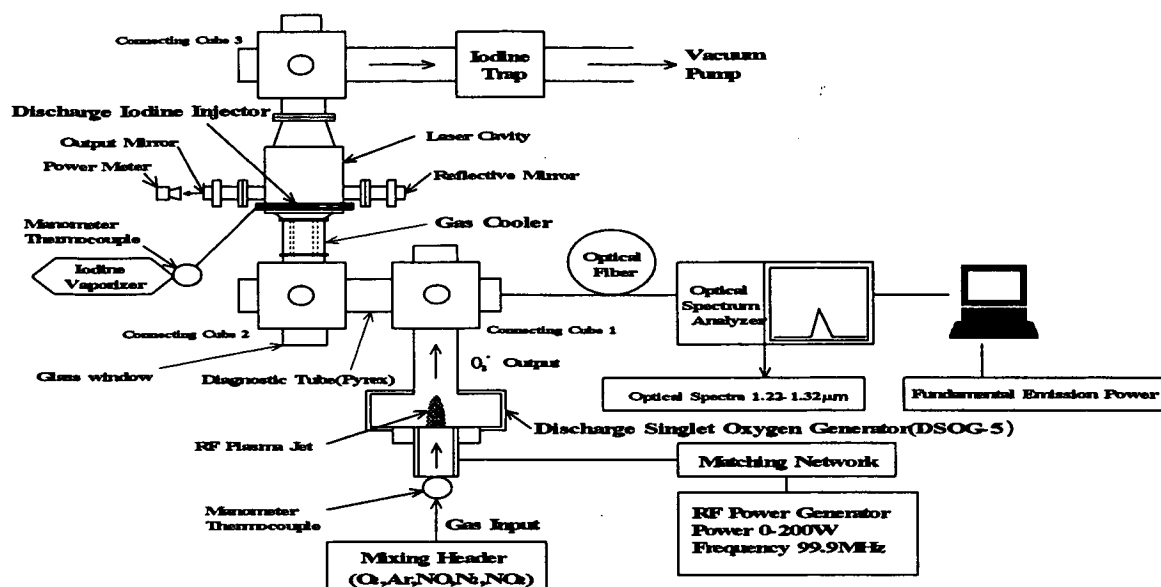 Connecting Cube 3
Iodine
Trap
Vacuum
Pump
Discharge Iodine Injector
Output Mirror
Power Meter
Laser Cavity
Reflective Mirror
Manometer
Thermocouple
Gas Cooler
Iodine
Vaporizer
Optical
Fiber
Optical
Spectrum
Analyzer
Connecting Cube 2
Connecting Cube 1
Glass window
Diagnostic Tube(Pyrex)
Output
Optical Spectra 1.22-1.32μm
Fundamental Emission Power
RF Plasma Jet
Discharge Singlet Oxygen Generator(DSOG-5)
Matching Network
Manometer
Thermocouple
Gas Input
RF Power Generator
Power 0-200W
Frequency 99.9MHz
Mixing Header
(O₂,Ar,NO,N₂,NO₂)